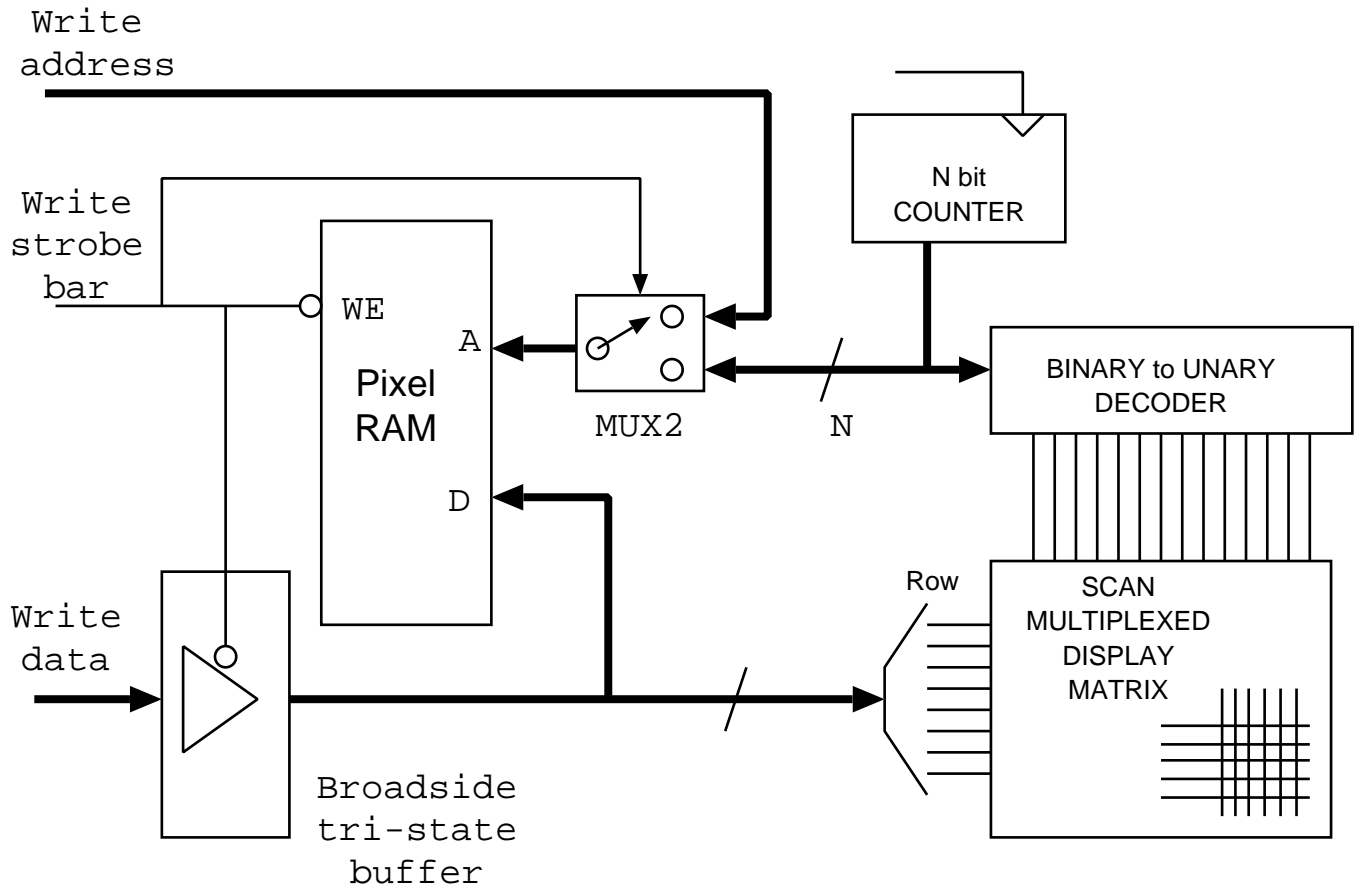 Write
address
Write
strobe
bar
N bit
COUNTER
WE
A
Pixel
RAM
D
MUX2
N
BINARY to UNARY
DECODER
Write
data
Row
SCAN
MULTIPLEXED
DISPLAY
MATRIX
Broadside
tri-state
buffer